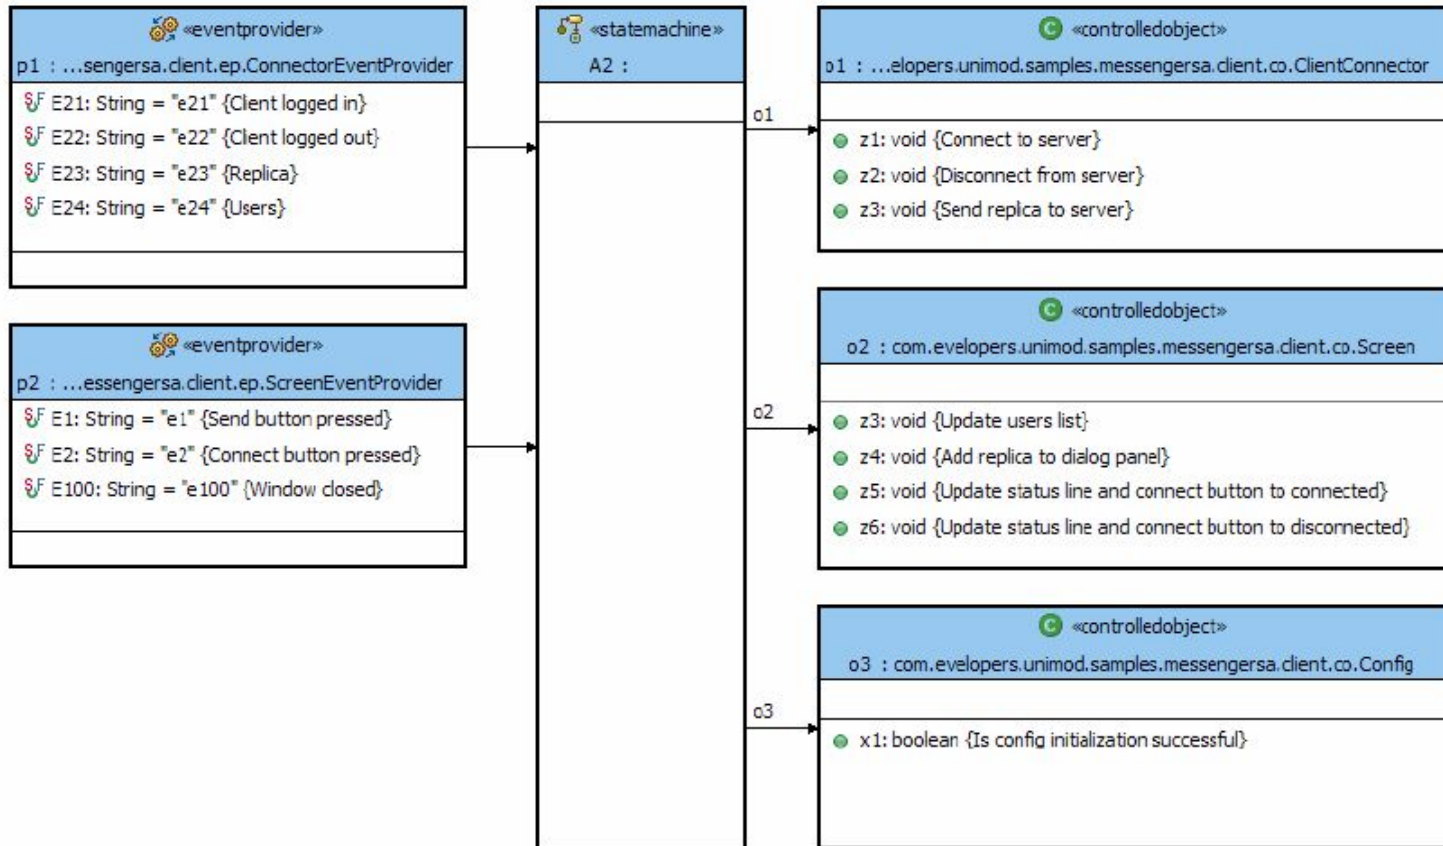 «eventprovider»
p1 : ...sengersa.client.ep.ConnectorEventProvider
E21: String = "e21" {Client logged in}
E22: String = "e22" {Client logged out}
E23: String = "e23" {Replica}
E24: String = "e24" {Users}
«eventprovider»
p2 : ...essengersa.client.ep.ScreenEventProvider
E1: String = "e1" {Send button pressed}
E2: String = "e2" {Connect button pressed}
E100: String = "e100" {Window closed}
«statemachine»
A2 :
o1
o2
o3
«controlledobject»
o1 : ...elopers.unimod.samples.messengersa.client.co.ClientConnector
z1: void {Connect to server}
z2: void {Disconnect from server}
z3: void {Send replica to server}
«controlledobject»
o2 : com.evelopers.unimod.samples.messengersa.client.co.Screen
z3: void {Update users list}
z4: void {Add replica to dialog panel}
z5: void {Update status line and connect button to connected}
z6: void {Update status line and connect button to disconnected}
«controlledobject»
o3 : com.evelopers.unimod.samples.messengersa.client.co.Config
x1: boolean {Is config initialization successful}